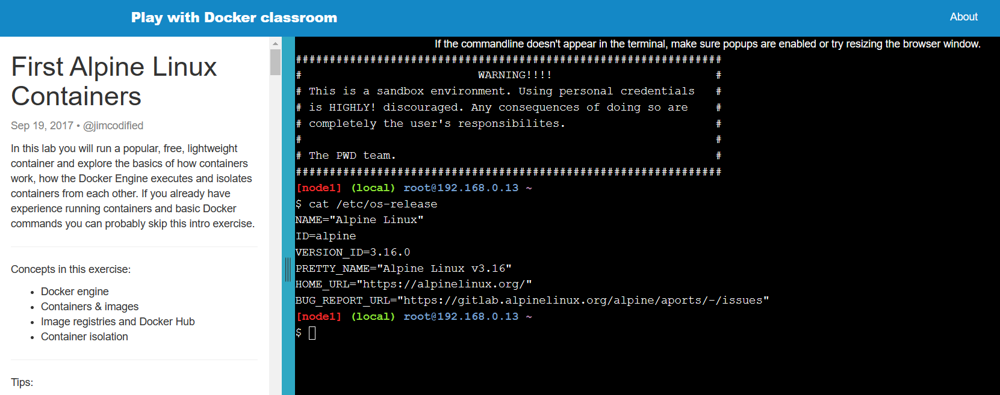 Play with Docker classroom
About
First Alpine Linux
Containers
Sep 19, 2017 • @jimcodified
In this lab you will run a popular, free, lightweight
container and explore the basics of how containers
work, how the Docker Engine executes and isolates
containers from each other. If you already have
experience running containers and basic Docker
commands you can probably skip this intro exercise.
Concepts in this exercise:
• Docker engine
• Containers & images
• Image registries and Docker Hub
• Container isolation
Tips:
If the commandline doesn't appear in the terminal, make sure popups are enabled or try resizing the browser window.
###############################################################
#                          WARNING!!!!                        #
# This is a sandbox environment. Using personal credentials   #
# is HIGHLY! discouraged. Any consequences of doing so are    #
# completely the user's responsibilites.                      #
#                                                             #
# The PWD team.                                               #
###############################################################
[node1] (local) root@192.168.0.13 ~
$ cat /etc/os-release
NAME="Alpine Linux"
ID=alpine
VERSION_ID=3.16.0
PRETTY_NAME="Alpine Linux v3.16"
HOME_URL="https://alpinelinux.org/"
BUG_REPORT_URL="https://gitlab.alpinelinux.org/alpine/aports/-/issues"
[node1] (local) root@192.168.0.13 ~
$